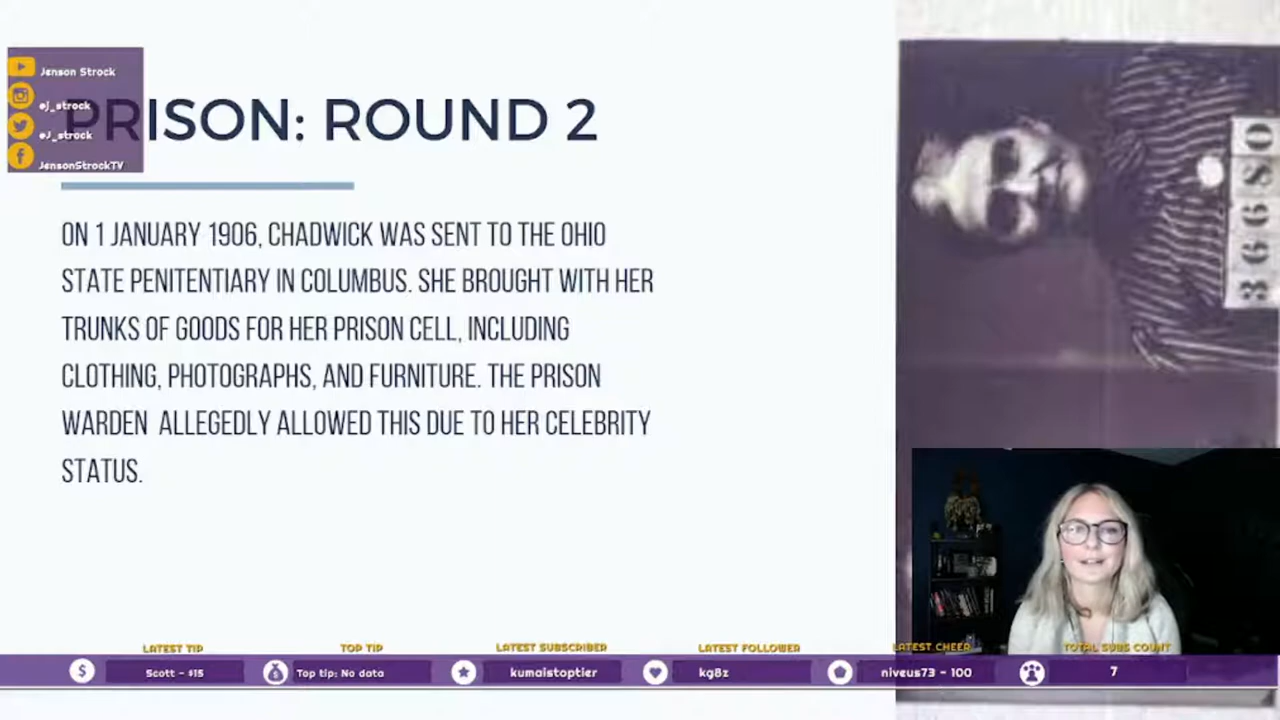 Jenson Strock
ej_strock
eJ_strock
JensonStrockTV
PRISON: ROUND 2
ON 1 JANUARY 1906, CHADWICK WAS SENT TO THE OHIO
STATE PENITENTIARY IN COLUMBUS. SHE BROUGHT WITH HER
TRUNKS OF GOODS FOR HER PRISON CELL, INCLUDING
CLOTHING, PHOTOGRAPHS, AND FURNITURE. THE PRISON
WARDEN ALLEGEDLY ALLOWED THIS DUE TO HER CELEBRITY
STATUS.
36680
LATEST TIP
Scott - $15
TOP TIP
Top tip: No data
LATEST SUBSCRIBER
kumaistoptier
LATEST FOLLOWER
kg8z
LATEST CHEER
niveus73 - 100
TOTAL SUBS COUNT
7